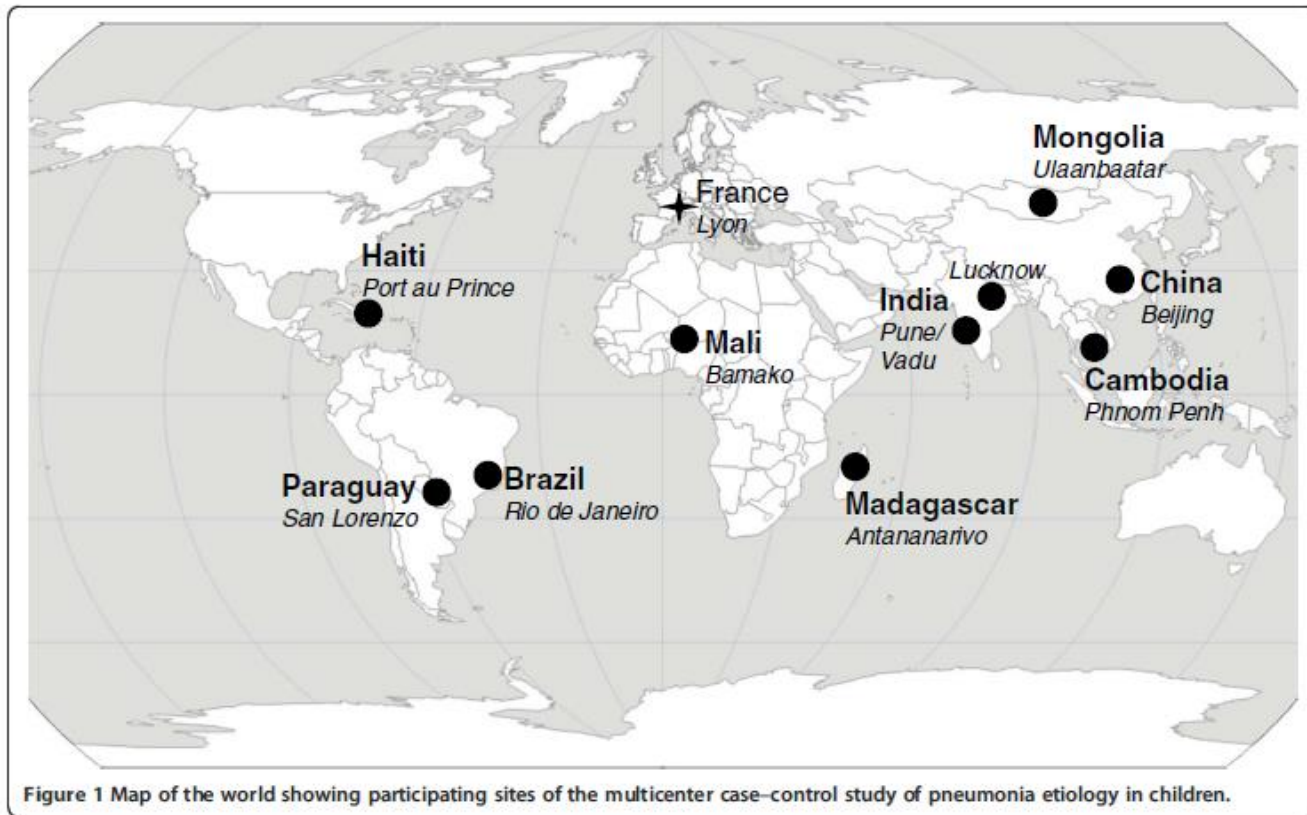 Mongolia
Ulaanbaatar
France
Lyon
Haiti
Port au Prince
Lucknow
India
Pune/
Vadu
China
Beijing
Mali
Bamako
Cambodia
Phnom Penh
Paraguay
San Lorenzo
Brazil
Rio de Janeiro
Madagascar
Antananarivo
Figure 1 Map of the world showing participating sites of the multicenter case–control study of pneumonia etiology in children.